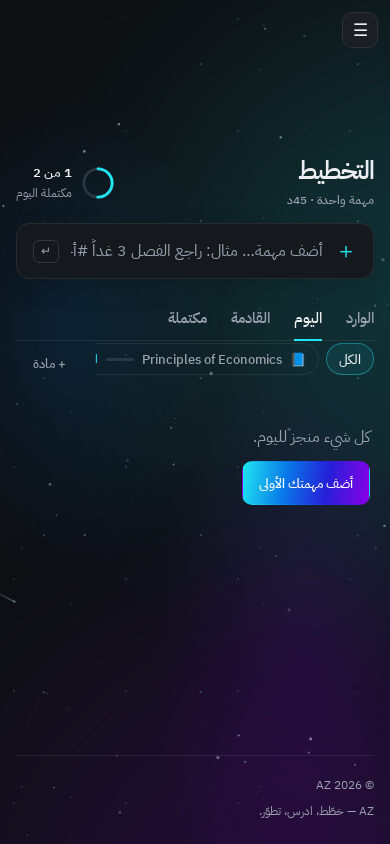 التخطيط
مهمة واحدة · 45د
1 من 2
مكتملة اليوم
أضف مهمة... مثال: راجع الفصل 3 غداً #أ
الوارد
اليوم
القادمة
مكتملة
الكل
Principles of Economics
+ مادة
كل شيء منجز لليوم.
أضف مهمتك الأولى
© 2026 AZ
AZ — خطّط، ادرس، تطوّر.